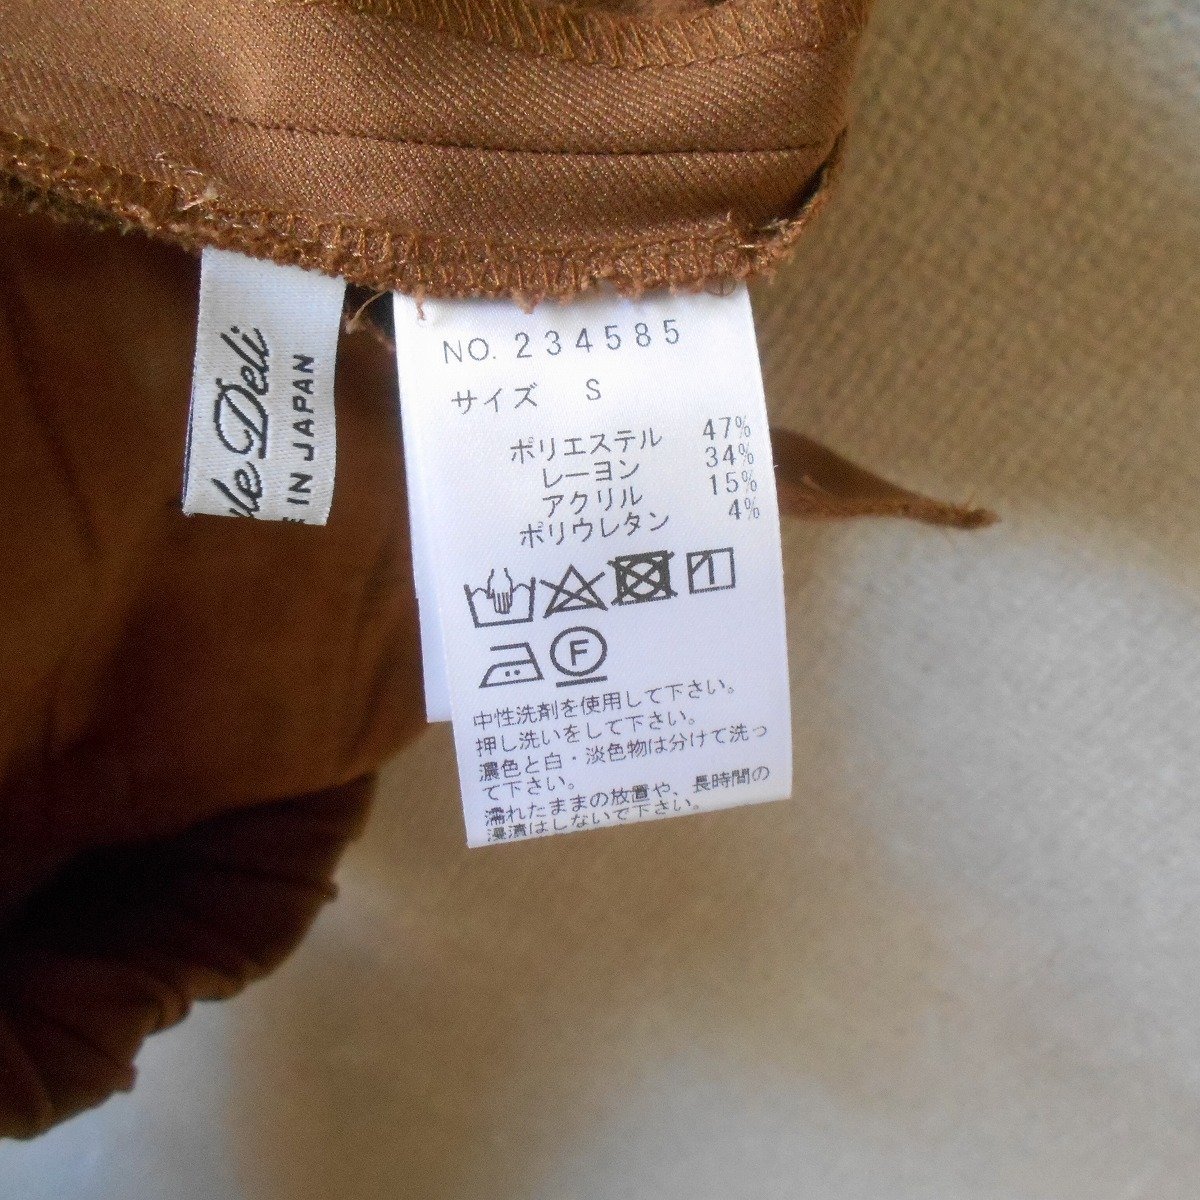 Deli
IN JAPAN
NO. 234585
サイズ S
ポリエステル 47%
レーヨン 34%
アクリル 15%
ポリウレタン 4%
F
中性洗剤を使用して下さい。
押し洗いをして下さい。
濃色と白・淡色物は分けて洗っ
て下さい。
濡れたままの放置や、長時間の
浸漬はしないで下さい。